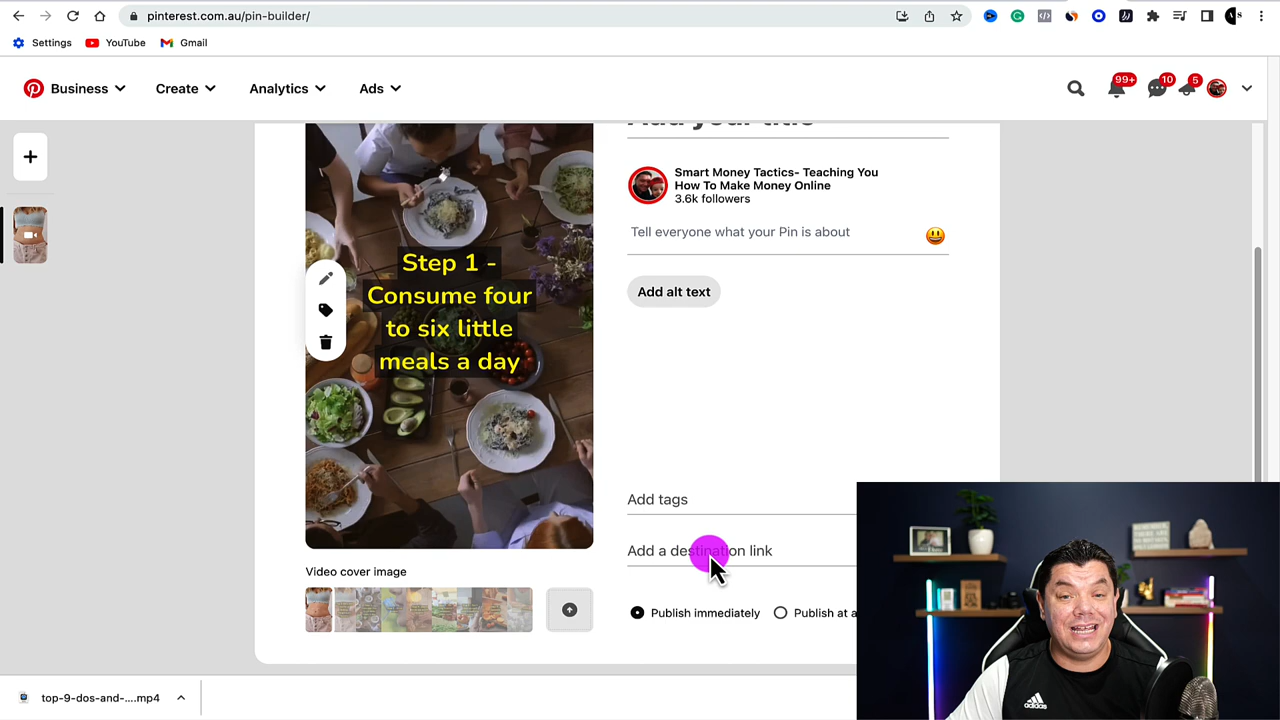 pinterest.com.au/pin-builder/
Settings
YouTube
Gmail
Business
Create
Analytics
Ads
99+
10
5
Add your title
Smart Money Tactics- Teaching You
How To Make Money Online
3.6k followers
Tell everyone what your Pin is about
Add alt text
Step 1 -
Consume four
to six little
meals a day
Add tags
Add a destination link
Video cover image
Publish immediately
Publish at a
top-9-dos-and-....mp4